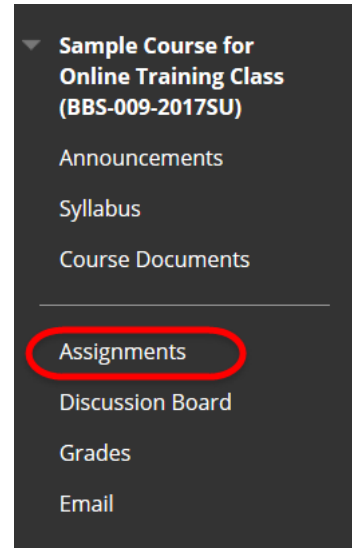 Sample Course for
Online Training Class
(BBS-009-2017SU)
Announcements
Syllabus
Course Documents
Assignments
Discussion Board
Grades
Email